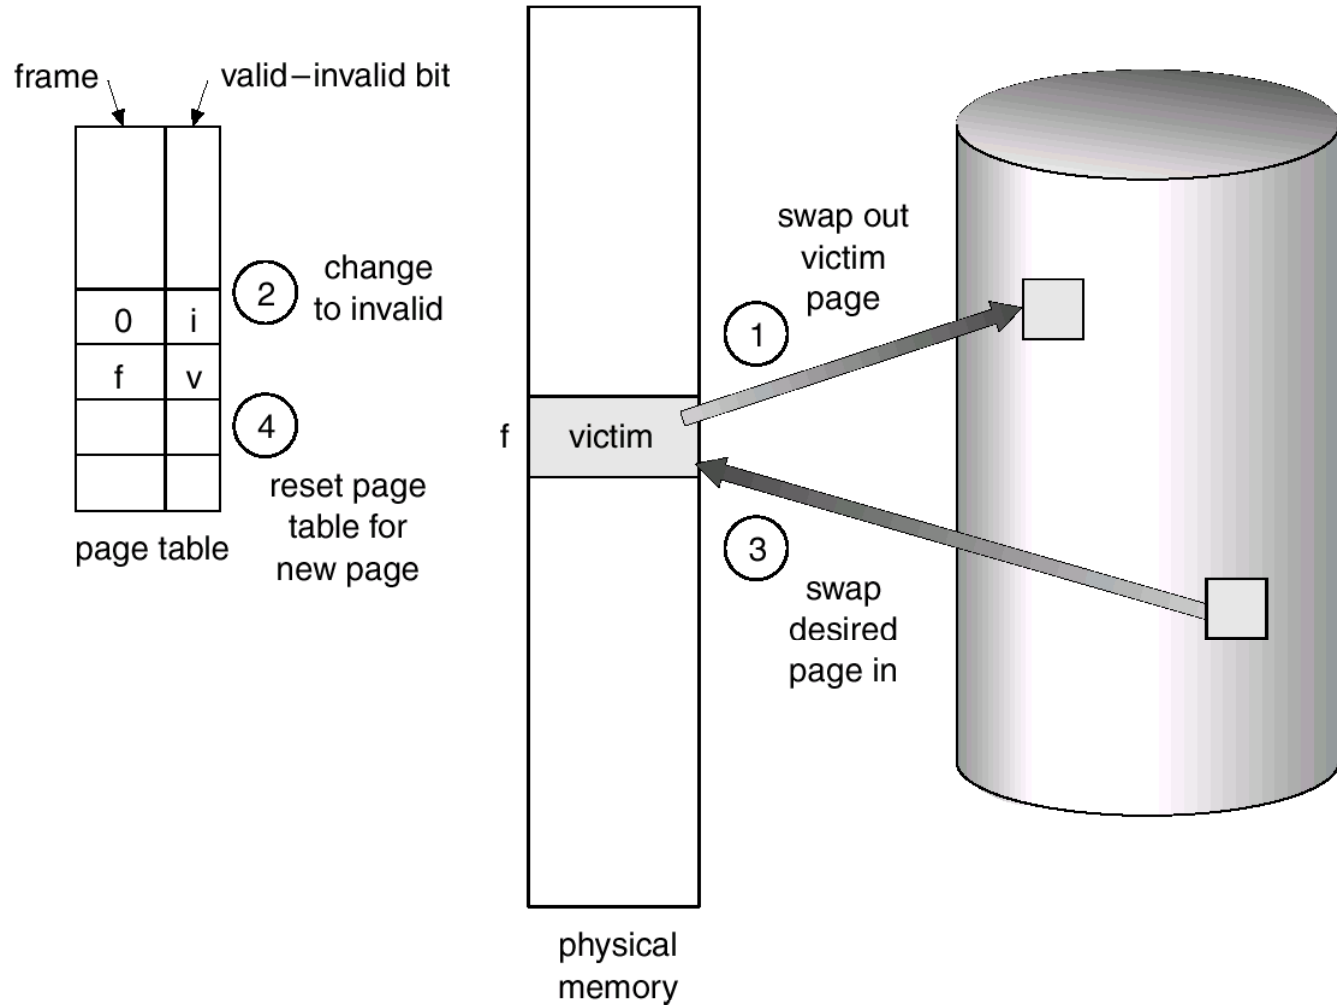 frame
valid–invalid bit
0 i
f v
page table
2
change
to invalid
4
reset page
table for
new page
f
victim
physical
memory
1
swap out
victim
page
3
swap
desired
page in